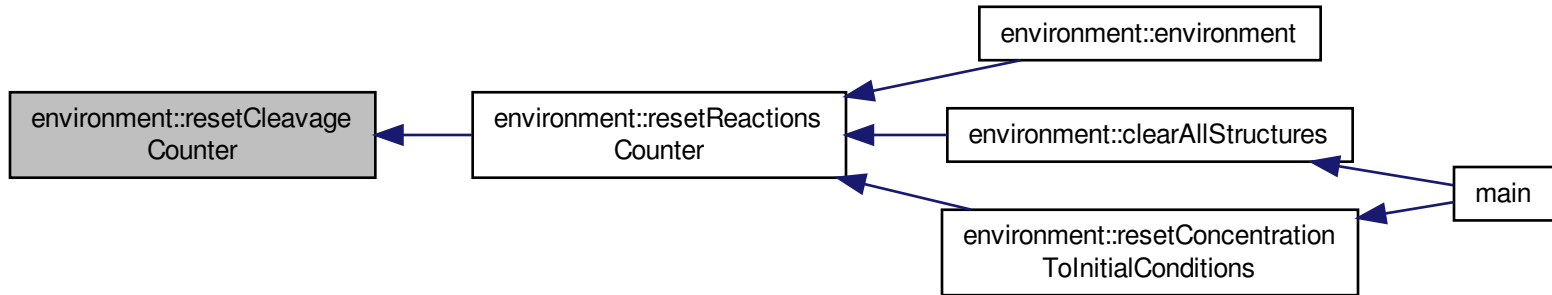 environment::resetCleavage
Counter
environment::resetReactions
Counter
environment::environment
environment::clearAllStructures
environment::resetConcentration
ToInitialConditions
main